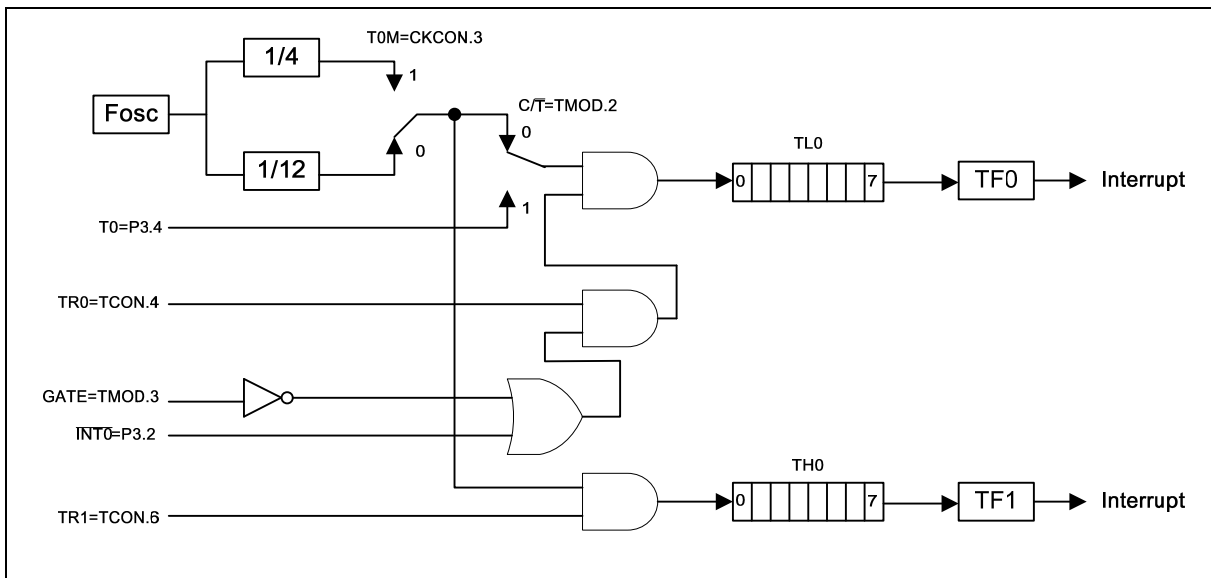 T0M=CKCON.3
1/4
1
Fosc
C/T̅=TMOD.2
0
0
1/12
TL0
0 7
TF0
Interrupt
1
T0=P3.4
TR0=TCON.4
GATE=TMOD.3
I̅N̅T̅0̅=P3.2
TH0
0 7
TF1
Interrupt
TR1=TCON.6